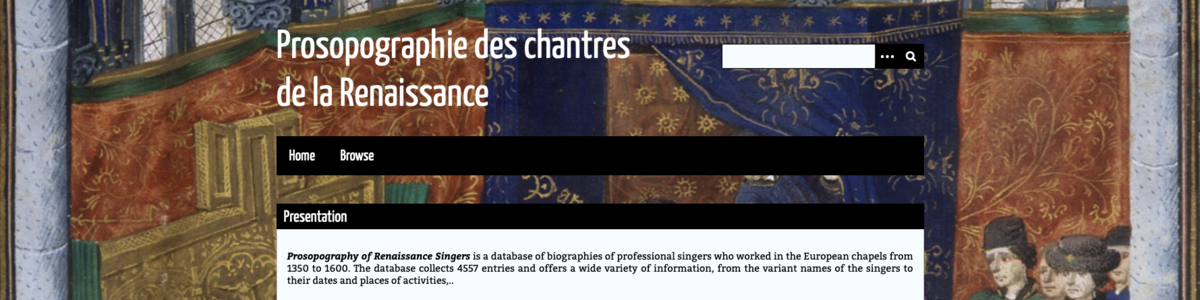 Prosopographie des chantres
de la Renaissance
Home Browse
Presentation
Prosopography of Renaissance Singers is a database of biographies of professional singers who worked in the European chapels from
1350 to 1600. The database collects 4557 entries and offers a wide variety of information, from the variant names of the singers to
their dates and places of activities,..